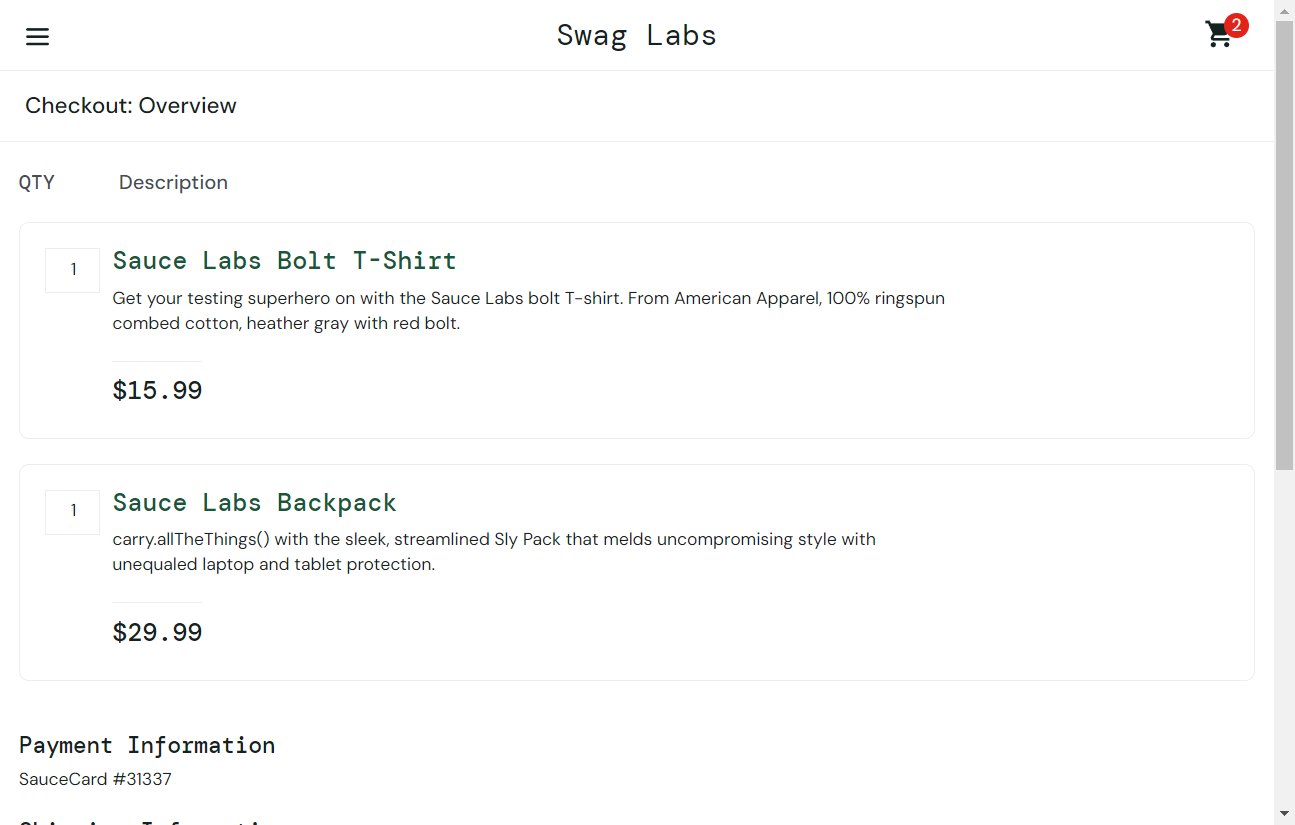 Swag Labs
2
Checkout: Overview
QTY Description
1
Sauce Labs Bolt T-Shirt
Get your testing superhero on with the Sauce Labs bolt T-shirt. From American Apparel, 100% ringspun
combed cotton, heather gray with red bolt.
$15.99
1
Sauce Labs Backpack
carry.allTheThings() with the sleek, streamlined Sly Pack that melds uncompromising style with
unequaled laptop and tablet protection.
$29.99
Payment Information
SauceCard #31337